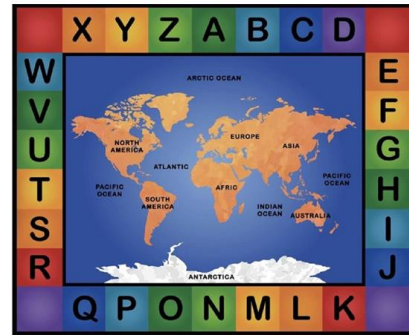 X Y Z A B C D
W
V
U
T
S
R
E
F
G
H
I
J
ARCTIC OCEAN
NORTH
AMERICA
EUROPE
ASIA
ATLANTIC
PACIFIC
OCEAN
PACIFIC
OCEAN
AFRIC
INDIAN
OCEAN
SOUTH
AMERICA
AUSTRALIA
ANTARCTICA
Q P O N M L K